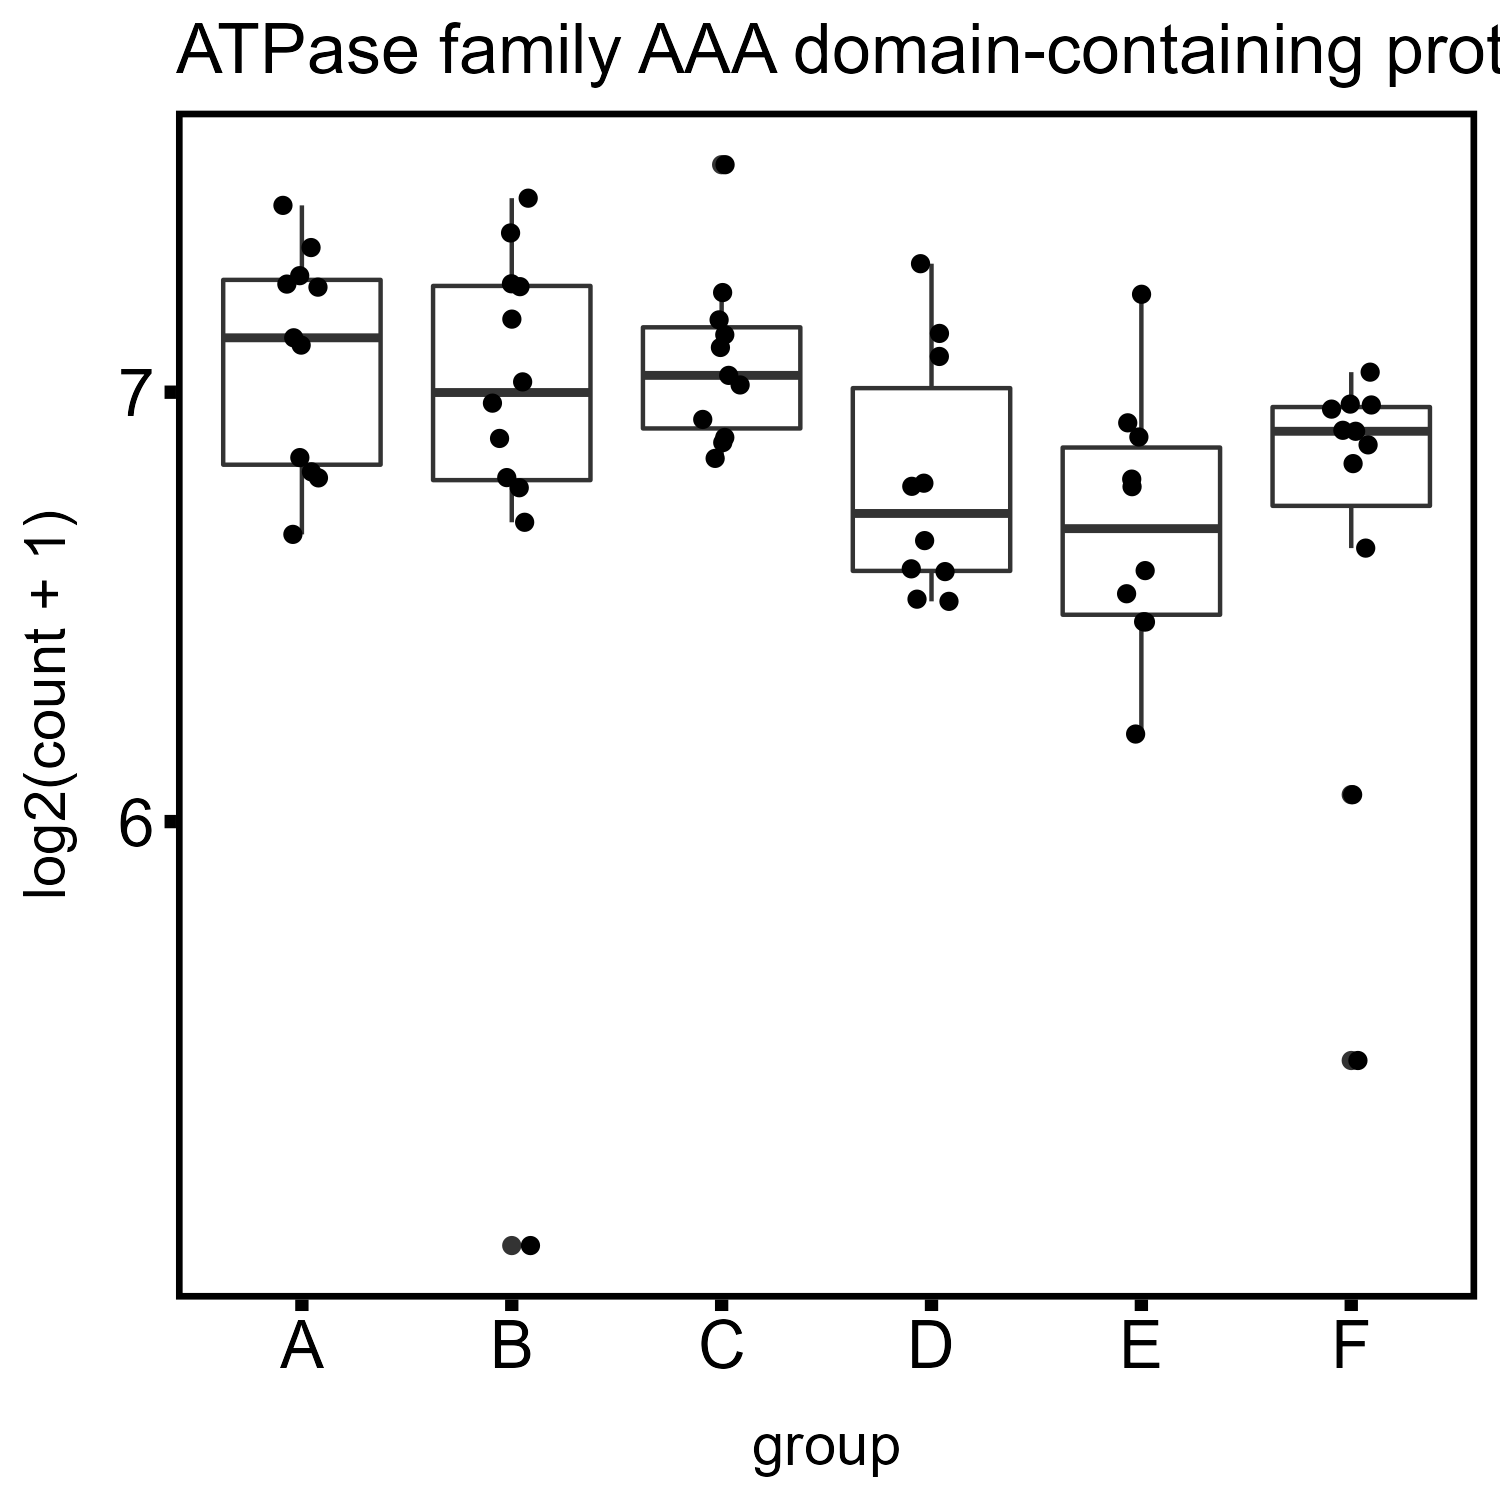 ATPase family AAA domain-containing prot
7
6
log2(count + 1)
A B C D E F
group